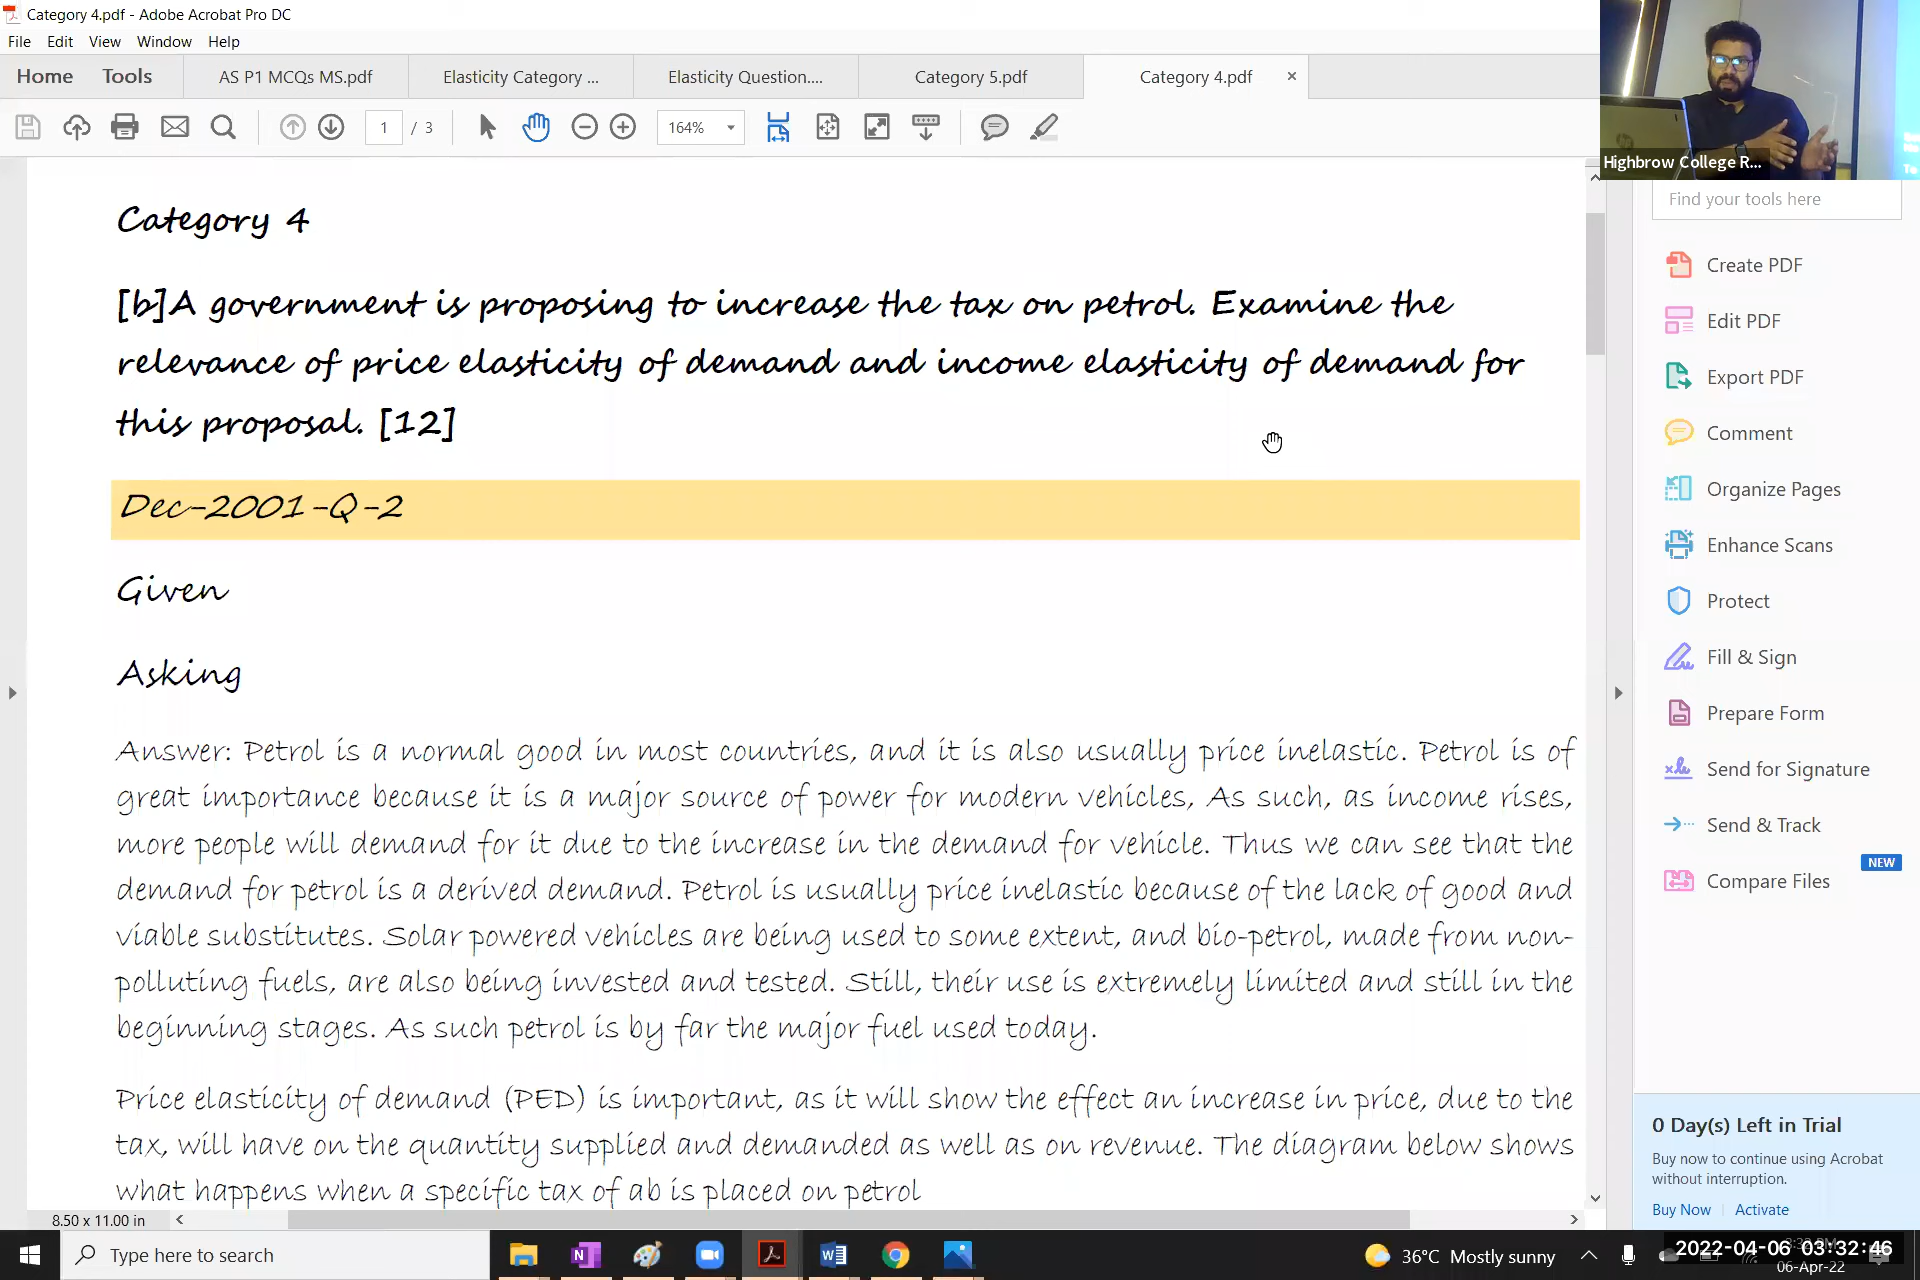 Category 4.pdf - Adobe Acrobat Pro DC
File Edit View Window Help
Home Tools AS P1 MCQs MS.pdf Elasticity Category ... Elasticity Question.... Category 5.pdf Category 4.pdf ×
1 / 3 164%
Highbrow College R...
Find your tools here
Category 4
[b]A government is proposing to increase the tax on petrol. Examine the
relevance of price elasticity of demand and income elasticity of demand for
this proposal. [12]
Dec-2001-Q-2
Given
Asking
Answer: Petrol is a normal good in most countries, and it is also usually price inelastic. Petrol is of
great importance because it is a major source of power for modern vehicles, As such, as income rises,
more people will demand for it due to the increase in the demand for vehicle. Thus we can see that the
demand for petrol is a derived demand. Petrol is usually price inelastic because of the lack of good and
viable substitutes. Solar powered vehicles are being used to some extent, and bio-petrol, made from non-
polluting fuels, are also being invested and tested. Still, their use is extremely limited and still in the
beginning stages. As such petrol is by far the major fuel used today.
Price elasticity of demand (PED) is important, as it will show the effect an increase in price, due to the
tax, will have on the quantity supplied and demanded as well as on revenue. The diagram below shows
what happens when a specific tax of ab is placed on petrol
Create PDF
Edit PDF
Export PDF
Comment
Organize Pages
Enhance Scans
Protect
Fill & Sign
Prepare Form
Send for Signature
Send & Track
NEW
Compare Files
0 Day(s) Left in Trial
Buy now to continue using Acrobat
without interruption.
Buy Now Activate
8.50 x 11.00 in
Type here to search
36°C Mostly sunny
2022-04-06 03:32:46
06-Apr-22